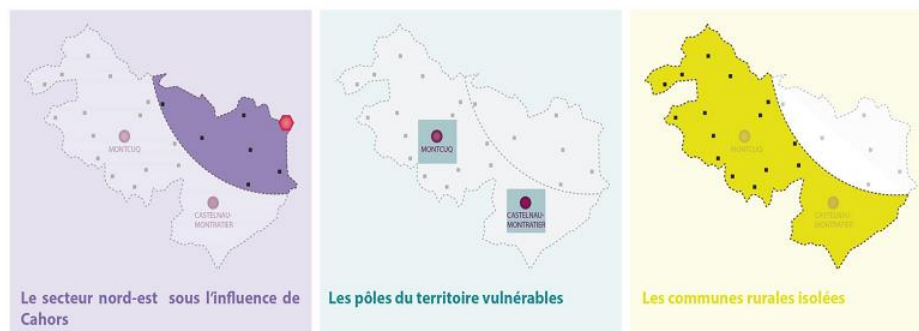 MONTCUQ
CASTELNAU-
MONTRATIER
Le secteur nord-est sous l'influence de
Cahors
MONTCUQ
CASTELNAU-
MONTRATIER
Les pôles du territoire vulnérables
MONTCUQ
CASTELNAU-
MONTRATIER
Les communes rurales isolées